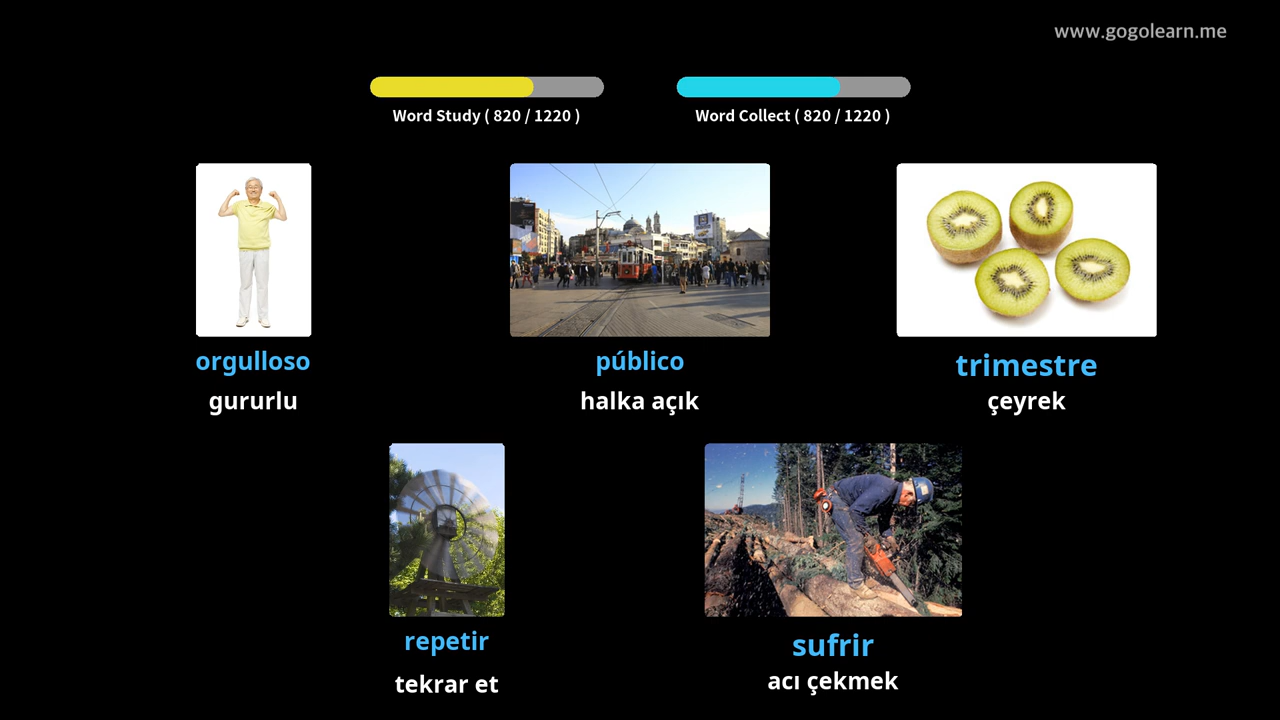 www.gogolearn.me
Word Study ( 820 / 1220 )
Word Collect ( 820 / 1220 )
orgulloso
gururlu
público
halka açık
trimestre
çeyrek
repetir
tekrar et
sufrir
acı çekmek